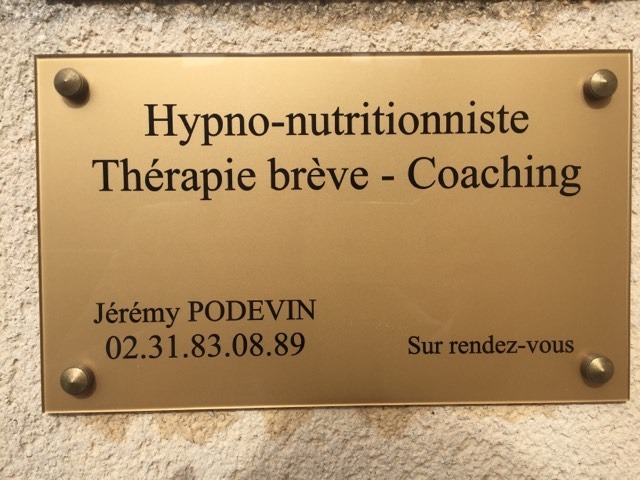 Hypno-nutritionniste
Thérapie brève - Coaching
Jérémy PODEVIN
02.31.83.08.89
Sur rendez-vous